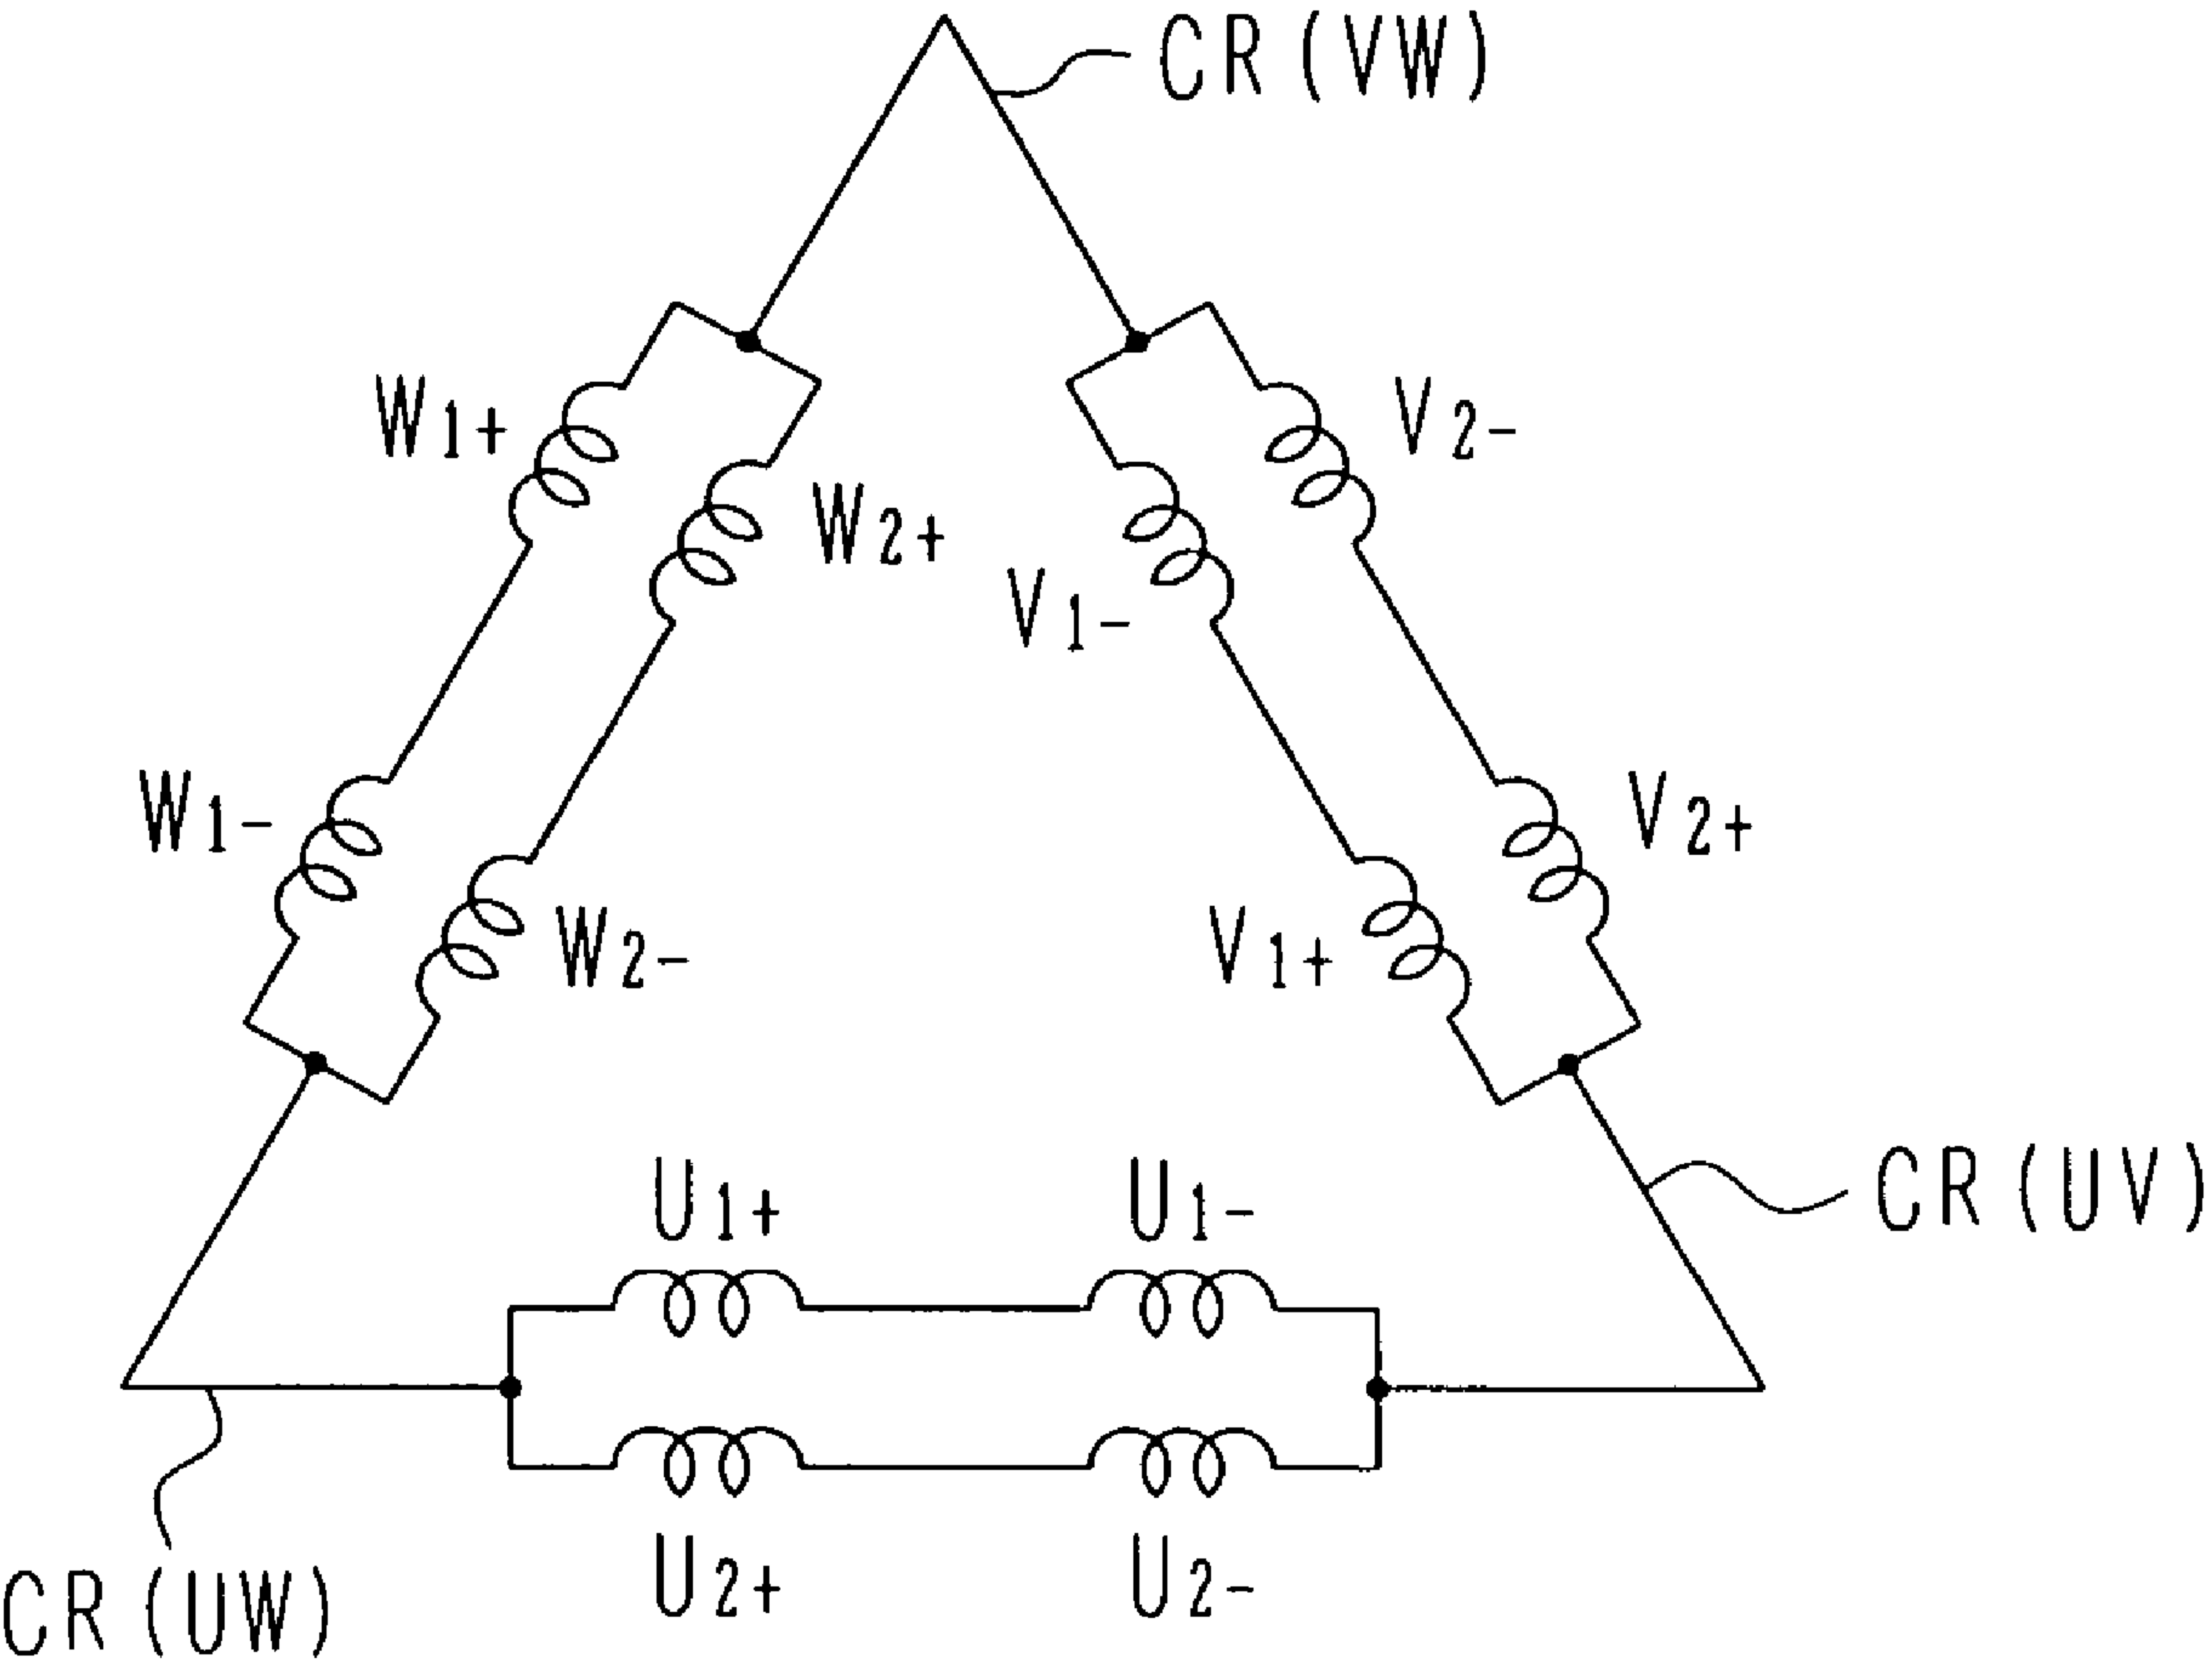 CR(VW)
W1+
V2-
W2+
V1-
W1-
V2+
W2-
V1+
U1+
U1-
CR(UV)
U2+
U2-
CR(UW)